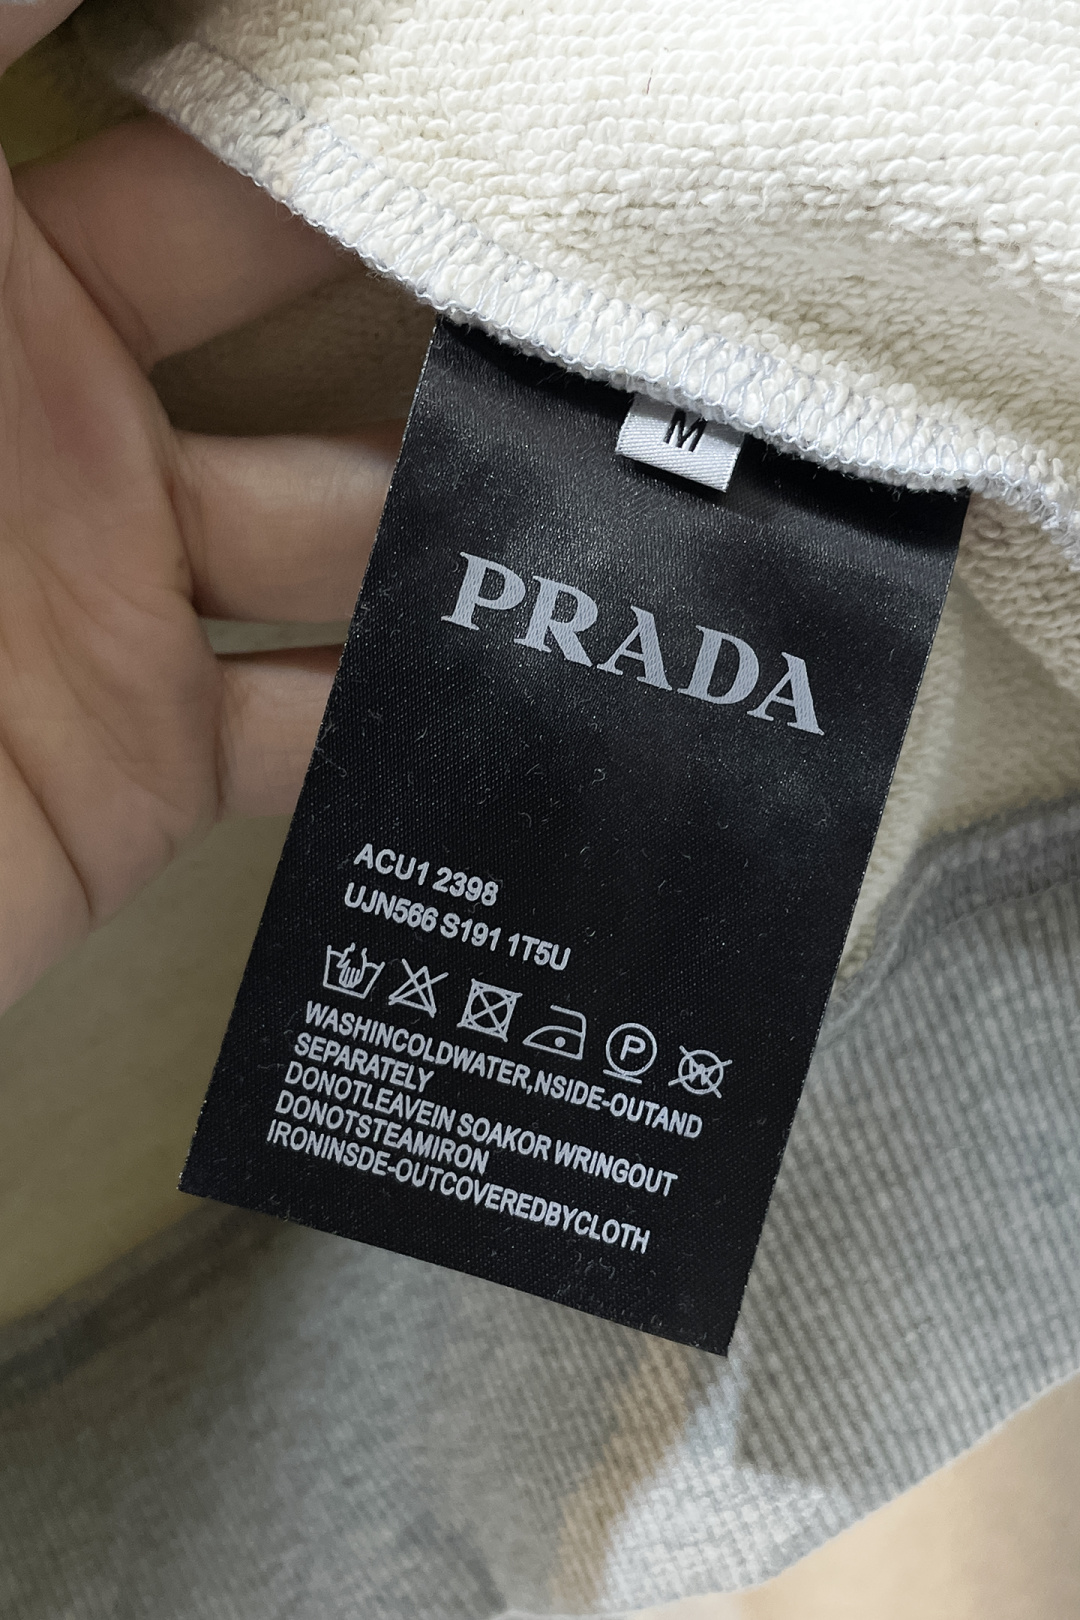 M
PRADA
ACU1 2398
UJN566 S191 1T5U
P
W
WASHINCOLDWATER,NSIDE-OUTAND
SEPARATELY
DONOTLEAVEIN SOAKOR WRINGOUT
DONOTSTEAMIRON
IRONINSDE-OUTCOVEREDBYCLOTH